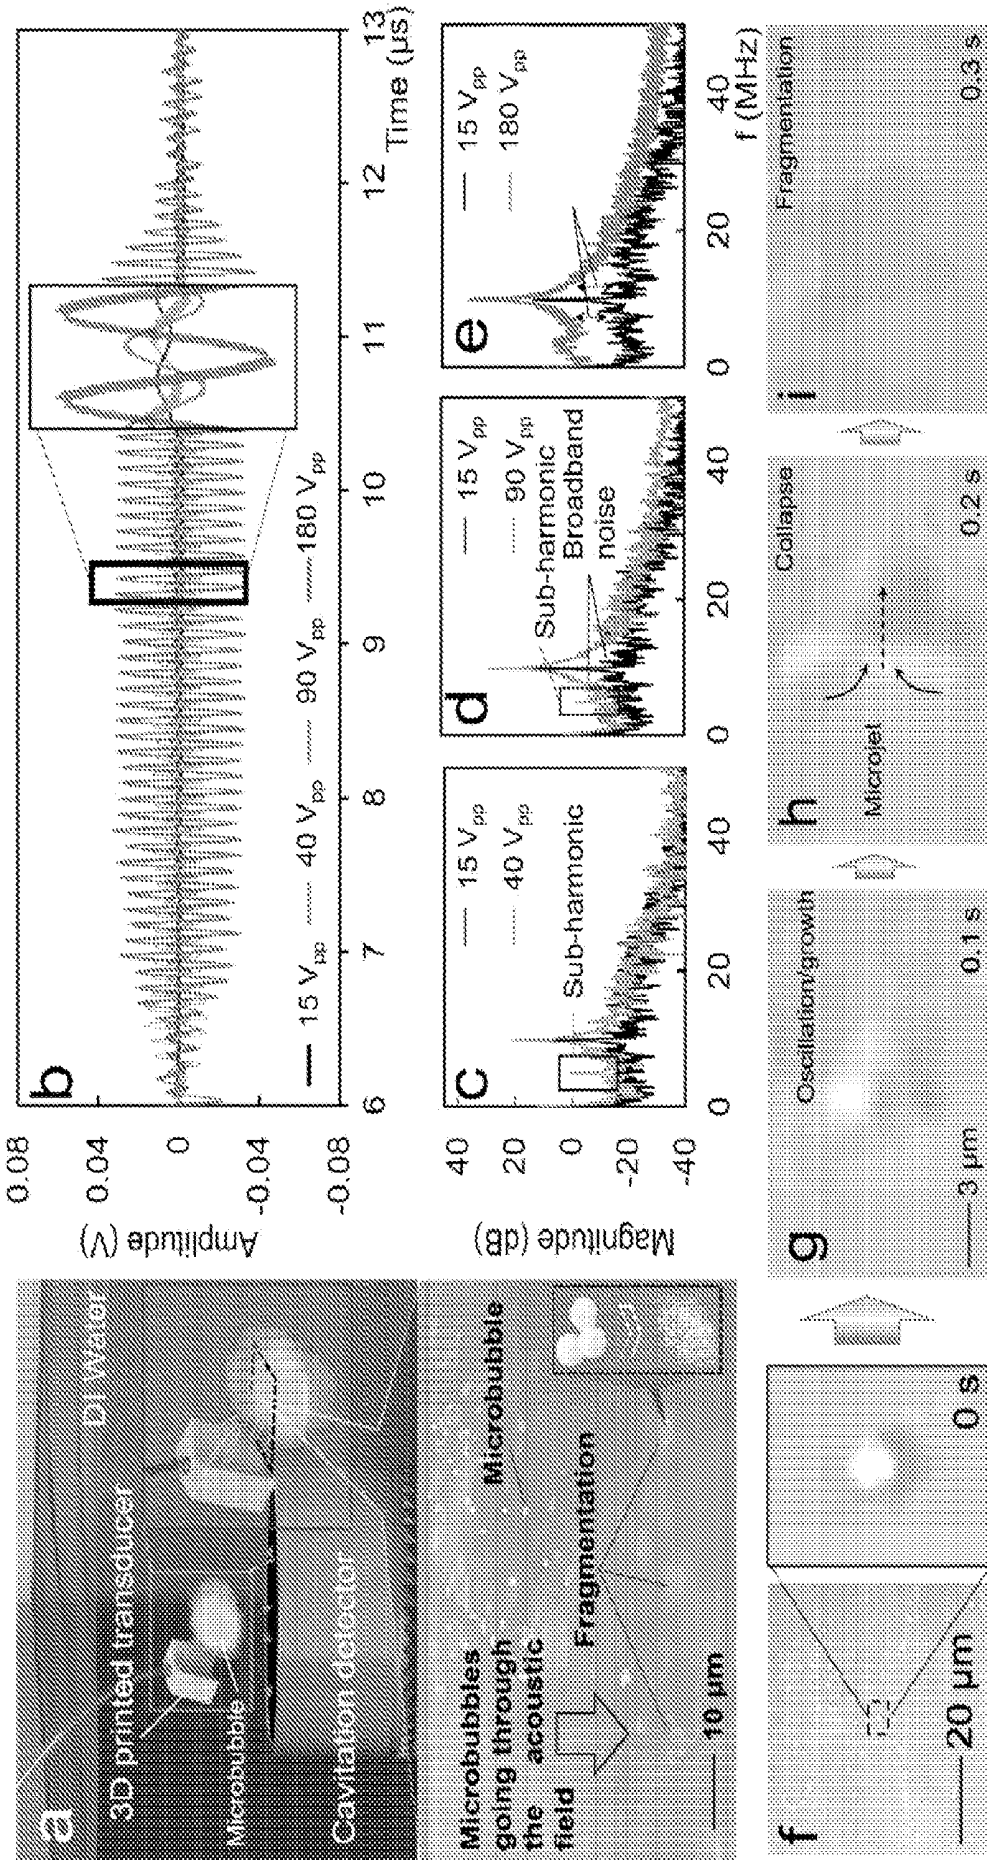 a
DI Water
3D printed transducer
Microbubble
Cavitation detector
Microbubbles
going through
the acoustic
field
Microbubble
Fragmentation
10 μm
b
0.08
0.04
0
-0.04
-0.08
Amplitude (V)
15 Vpp
40 Vpp
90 Vpp
180 Vpp
6
7
8
9
10
11
12
13
Time (μs)
c
15 Vpp
40 Vpp
Sub-harmonic
40
20
0
-20
-40
Magnitude (dB)
0
20
40
d
15 Vpp
90 Vpp
Sub-harmonic
Broadband
noise
0
20
40
e
15 Vpp
180 Vpp
0
20
40
f (MHz)
f
20 μm
0 s
g
Oscillation/growth
3 μm
0.1 s
h
Collapse
Microjet
0.2 s
i
Fragmentation
0.3 s